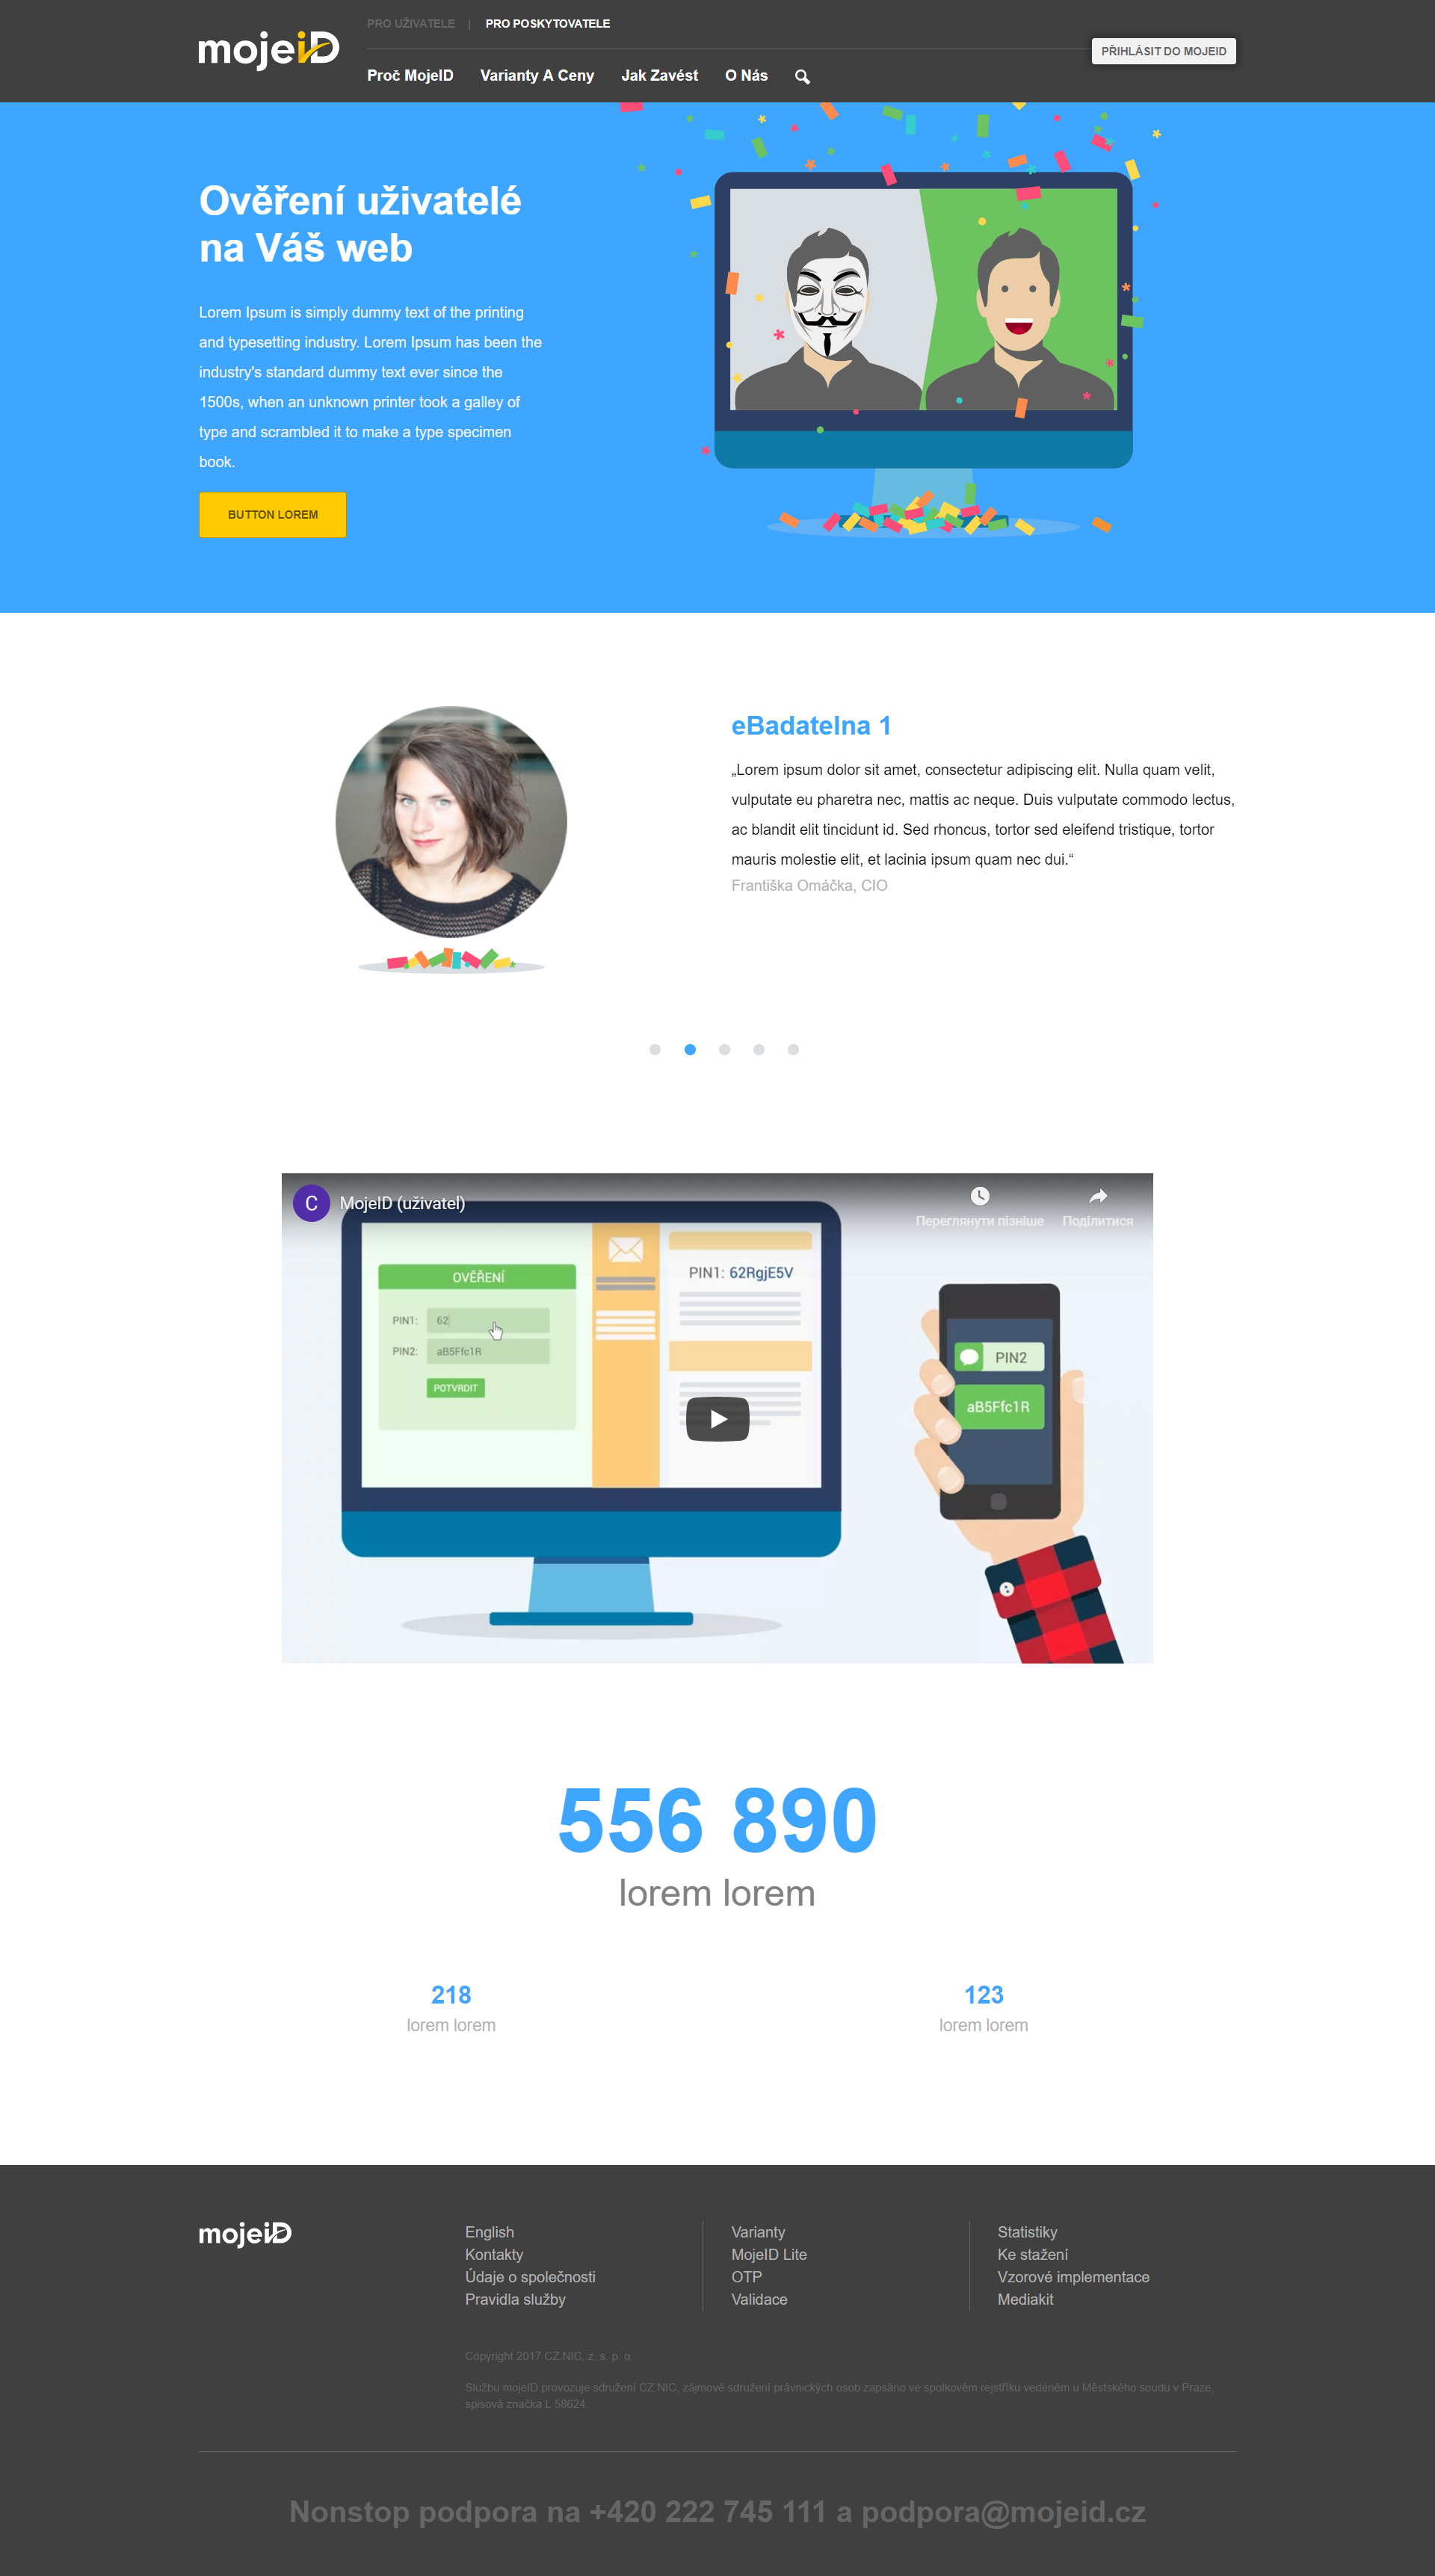 mojeiD
PRO UŽIVATELE | PRO POSKYTOVATELE
PŘIHLÁSIT DO MOJEID
Proč MojeID Varianty A Ceny Jak Zavést O Nás
Ověření uživatelé
na Váš web
Lorem Ipsum is simply dummy text of the printing
and typesetting industry. Lorem Ipsum has been the
industry's standard dummy text ever since the
1500s, when an unknown printer took a galley of
type and scrambled it to make a type specimen
book.
BUTTON LOREM
eBadatelna 1
„Lorem ipsum dolor sit amet, consectetur adipiscing elit. Nulla quam velit,
vulputate eu pharetra nec, mattis ac neque. Duis vulputate commodo lectus,
ac blandit elit tincidunt id. Sed rhoncus, tortor sed eleifend tristique, tortor
mauris molestie elit, et lacinia ipsum quam nec dui.“
Františka Omáčka, CIO
C MojeID (uživatel)
Переглянути пізніше Поділитися
OVĚŘENÍ
PIN1: 62
PIN2: aB5Ffc1R
POTVRDIT
PIN1: 62RgjE5V
PIN2
aB5Ffc1R
556 890
lorem lorem
218
lorem lorem
123
lorem lorem
mojeiD
English
Kontakty
Údaje o společnosti
Pravidla služby
Varianty
MojeID Lite
OTP
Validace
Statistiky
Ke stažení
Vzorové implementace
Mediakit
Copyright 2017 CZ.NIC, z. s. p. o.
Službu mojeID provozuje sdružení CZ.NIC, zájmové sdružení právnických osob zapsáno ve spolkovém rejstříku vedeném u Městského soudu v Praze,
spisová značka L 58624.
Nonstop podpora na +420 222 745 111 a podpora@mojeid.cz